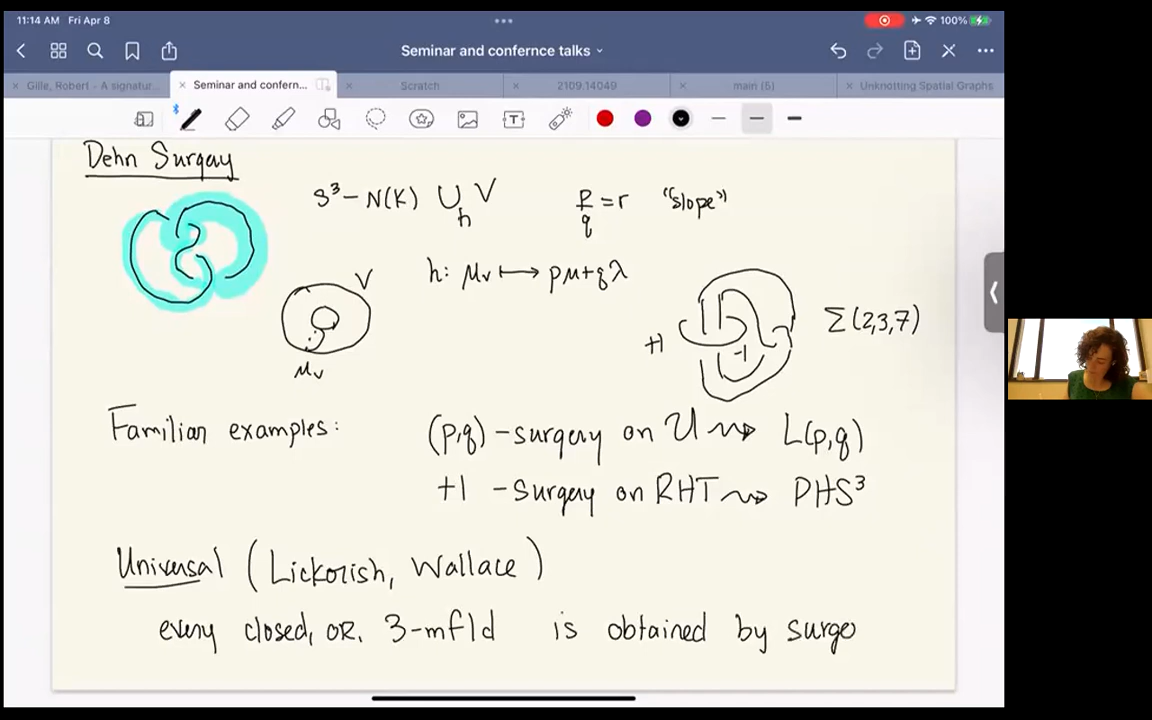 11:14 AM Fri Apr 8
100%
Seminar and confernce talks
Gille, Robert - A signatur...
Seminar and confern...
Scratch
2109.14049
main (5)
Unknotting Spatial Graphs
Dehn Surgay
S³ - N(K) ∪h V
p/q = r "slope"
V
h: μv ⟼ pμ+qλ
μv
+1
-1
Σ(2,3,7)
Familiar examples:
(p,q) - surgery on U ⇝ L(p,q)
+1 - surgery on RHT ⇝ PHS³
Universal (Lickorish, Wallace)
every closed, or. 3-mfld is obtained by surge